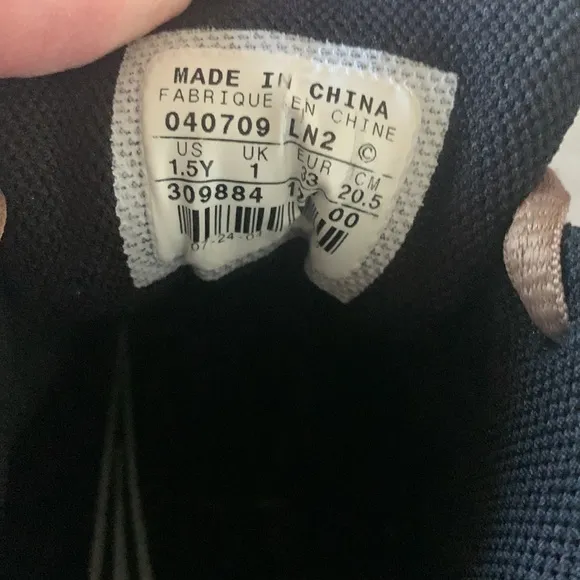 MADE IN CHINA
FABRIQUE EN CHINE
040709 LN2 ©
US UK EUR CM
1.5Y 1 33 20.5
309884 00